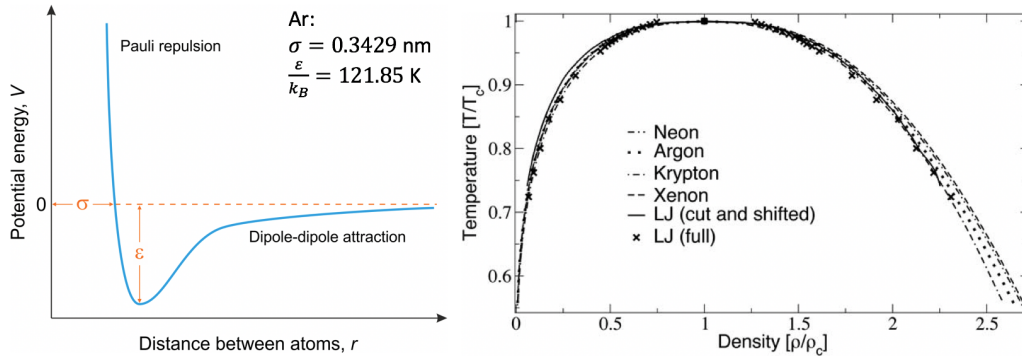 Potential energy, V
Pauli repulsion
Ar:
σ = 0.3429 nm
ε/k_B = 121.85 K
0
σ
ε
Dipole-dipole attraction
Distance between atoms, r
Temperature [T/T_c]
1
0.9
0.8
0.7
0.6
Neon
Argon
Krypton
Xenon
LJ (cut and shifted)
LJ (full)
0 0.5 1 1.5 2 2.5
Density [ρ/ρ_c]